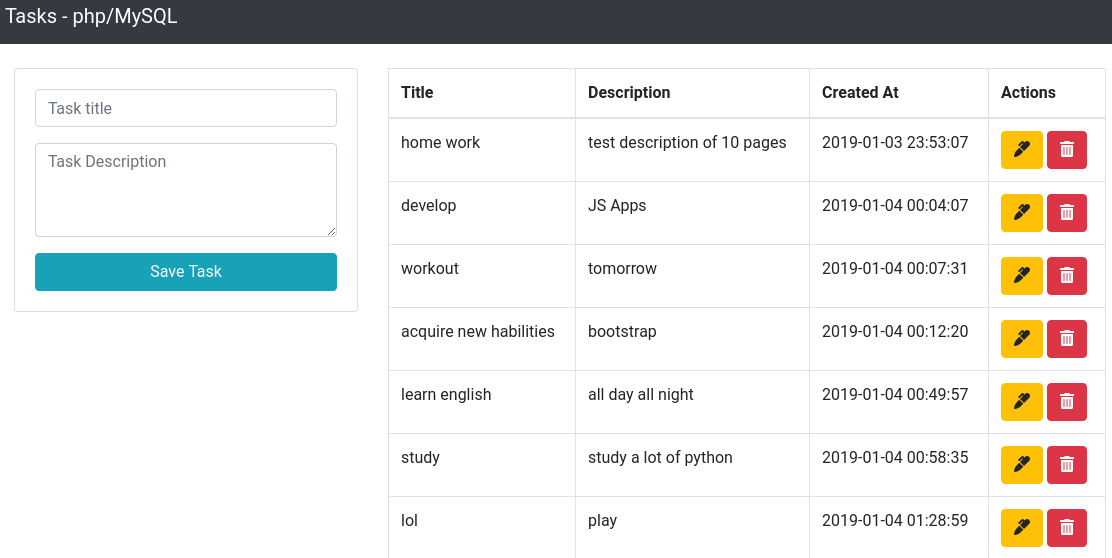 Tasks - php/MySQL
Task title
Task Description
Save Task
Title Description Created At Actions
home work test description of 10 pages 2019-01-03 23:53:07
develop JS Apps 2019-01-04 00:04:07
workout tomorrow 2019-01-04 00:07:31
acquire new habilities bootstrap 2019-01-04 00:12:20
learn english all day all night 2019-01-04 00:49:57
study study a lot of python 2019-01-04 00:58:35
lol play 2019-01-04 01:28:59